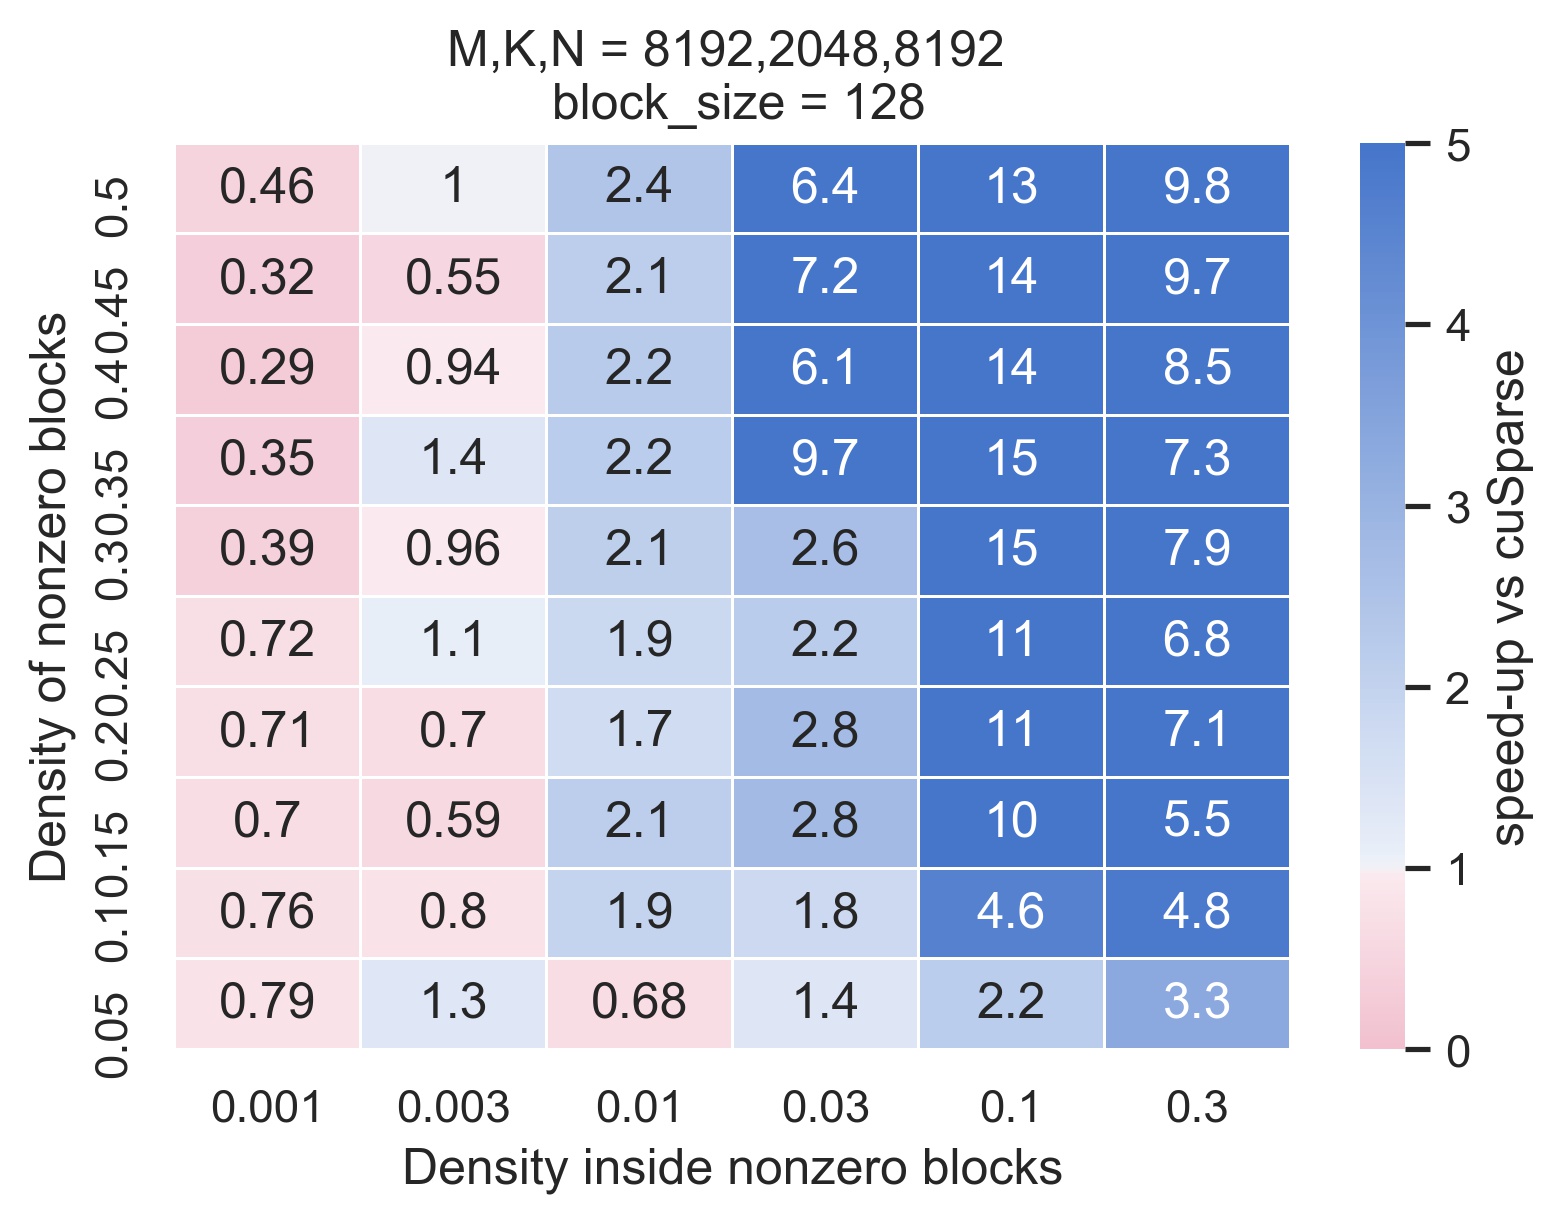 M,K,N = 8192,2048,8192
block_size = 128
Density of nonzero blocks
0.5 0.46 1 2.4 6.4 13 9.8
0.45 0.32 0.55 2.1 7.2 14 9.7
0.4 0.29 0.94 2.2 6.1 14 8.5
0.35 0.35 1.4 2.2 9.7 15 7.3
0.3 0.39 0.96 2.1 2.6 15 7.9
0.25 0.72 1.1 1.9 2.2 11 6.8
0.2 0.71 0.7 1.7 2.8 11 7.1
0.15 0.7 0.59 2.1 2.8 10 5.5
0.1 0.76 0.8 1.9 1.8 4.6 4.8
0.05 0.79 1.3 0.68 1.4 2.2 3.3
0.001 0.003 0.01 0.03 0.1 0.3
Density inside nonzero blocks
5
4
3
2
1
0
speed-up vs cuSparse